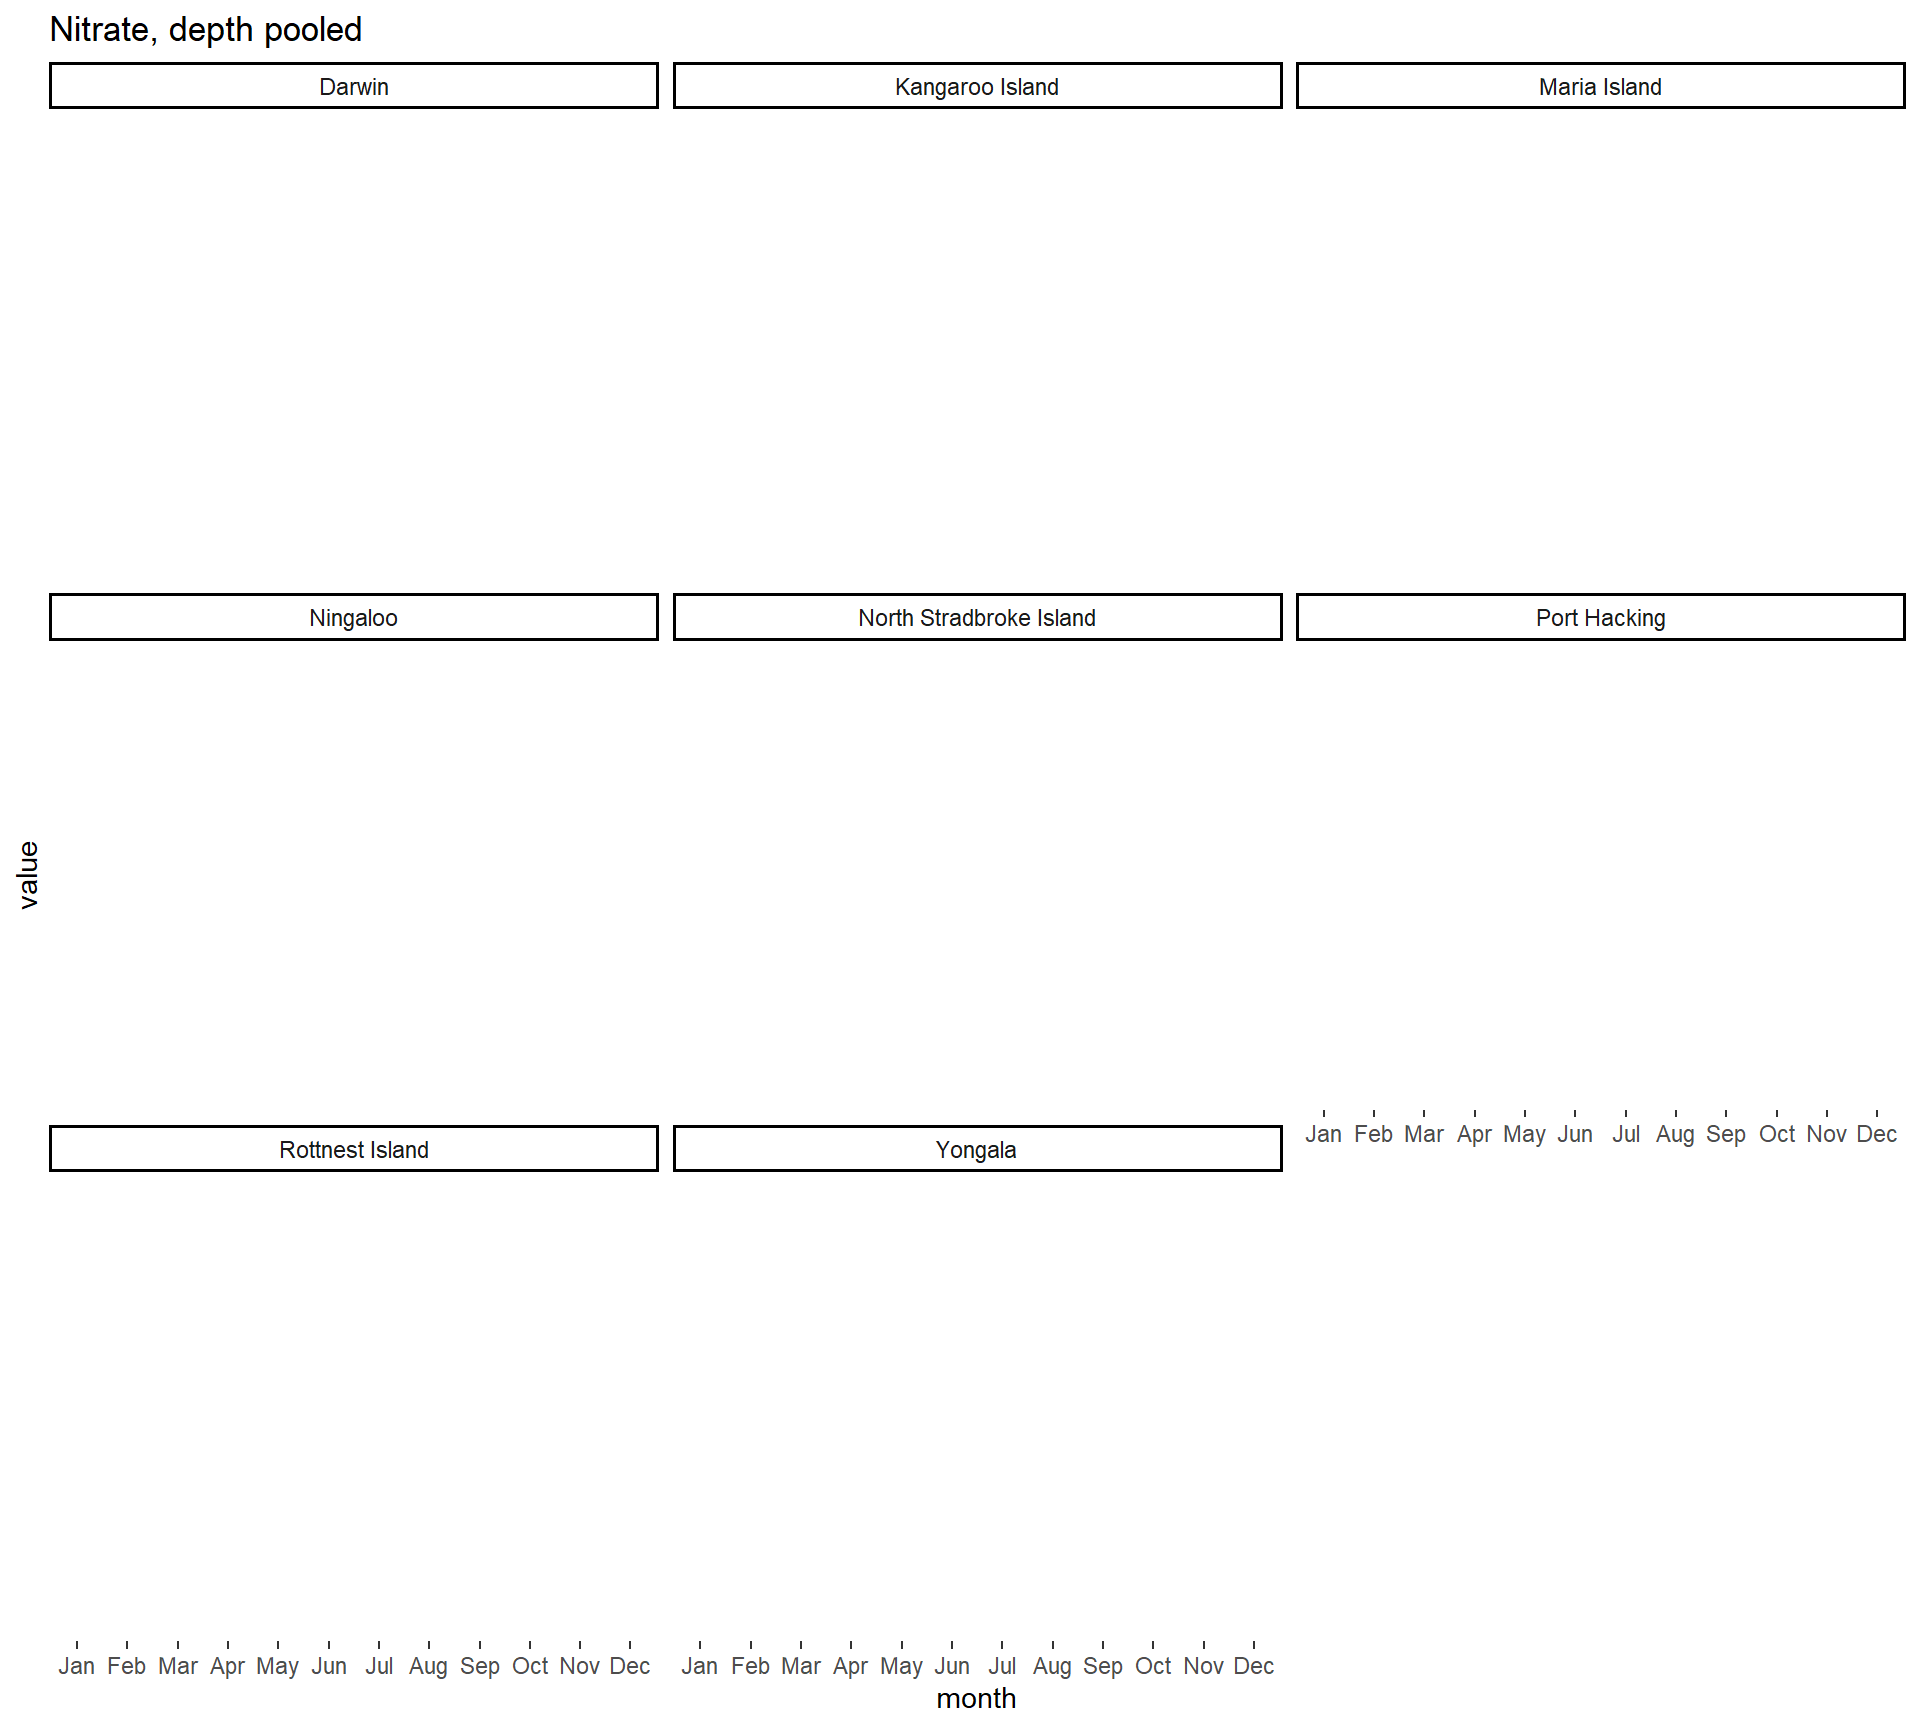 Nitrate, depth pooled
Darwin
Kangaroo Island
Maria Island
Ningaloo
North Stradbroke Island
Port Hacking
value
Jan Feb Mar Apr May Jun Jul Aug Sep Oct Nov Dec
Rottnest Island
Yongala
Jan Feb Mar Apr May Jun Jul Aug Sep Oct Nov Dec
Jan Feb Mar Apr May Jun Jul Aug Sep Oct Nov Dec
month